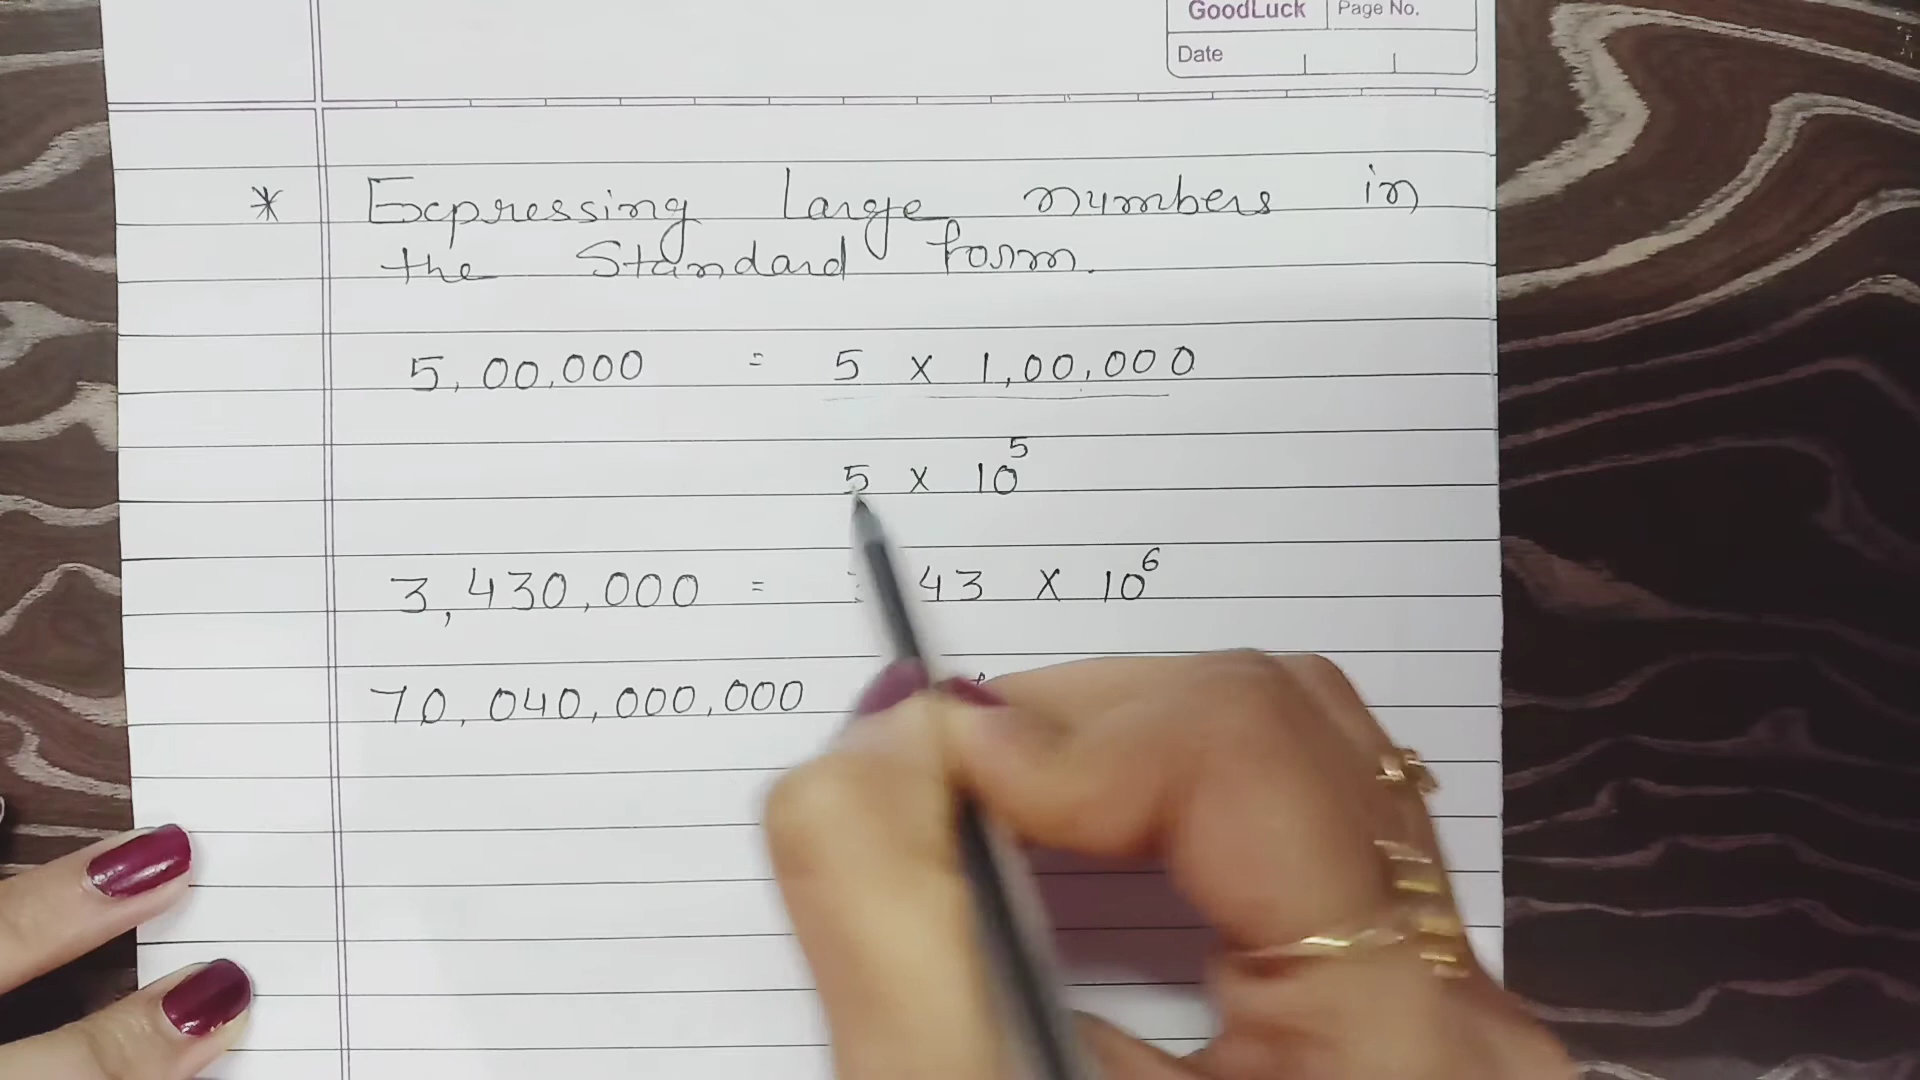 GoodLuck Page No.
Date
* Expressing Large numbers in
the Standard form.
5,00,000 = 5 x 1,00,000
5 x 10⁵
3,430,000 = 43 X 10⁶
70,040,000,000